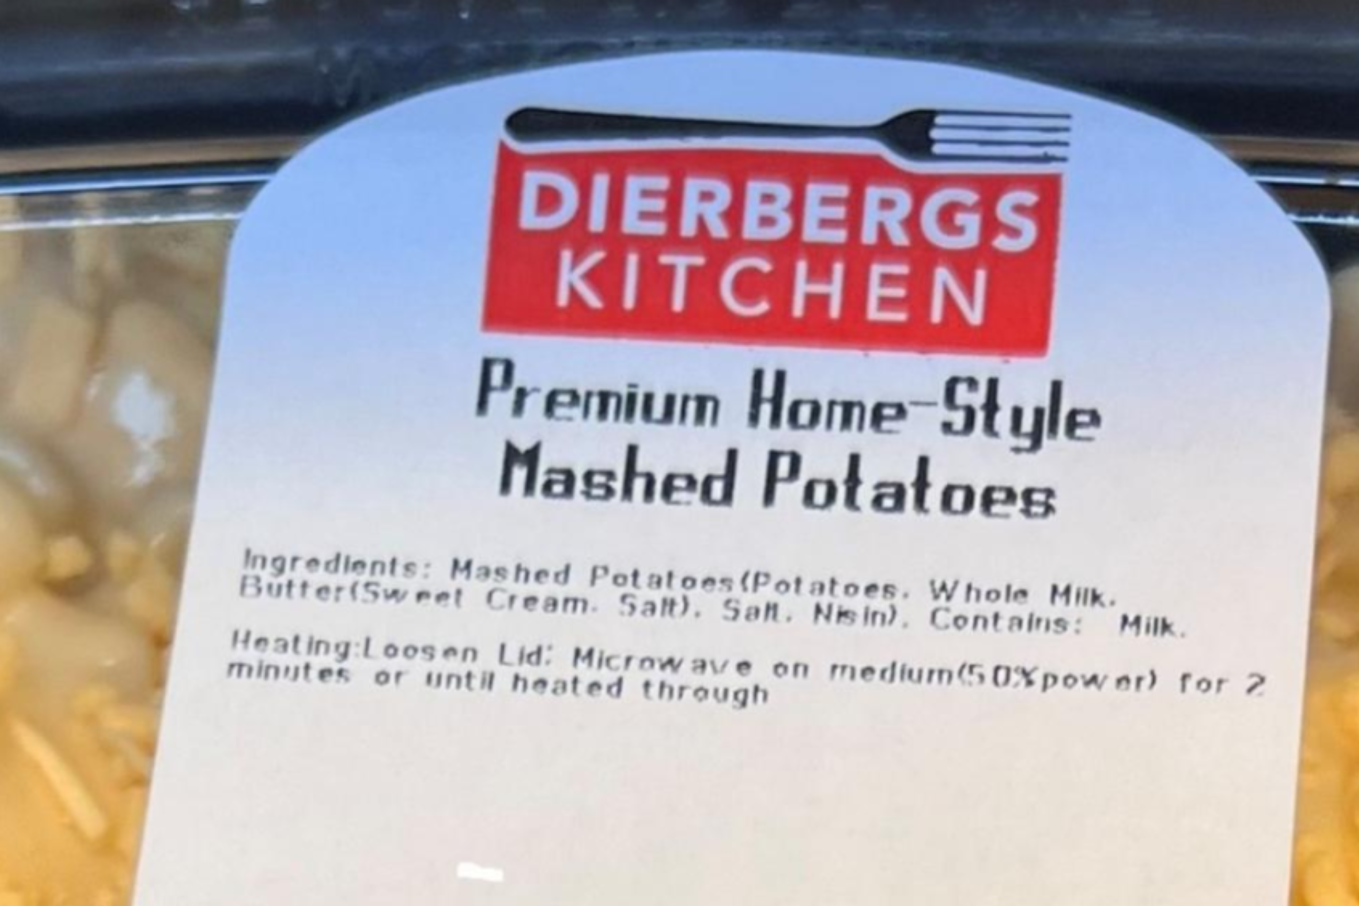 DIERBERGS
KITCHEN
Premium Home-Style
Mashed Potatoes
Ingredients: Mashed Potatoes(Potatoes, Whole Milk,
Butter(Sweet Cream, Salt), Salt, Nisin), Contains: Milk.
Heating:Loosen Lid; Microwave on medium(50%power) for 2
minutes or until heated through